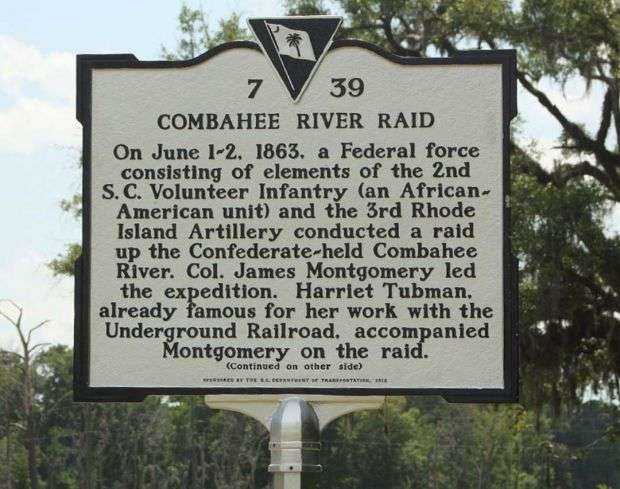 7 39
COMBAHEE RIVER RAID
On June 1-2, 1863, a Federal force
consisting of elements of the 2nd
S.C. Volunteer Infantry (an African-
American unit) and the 3rd Rhode
Island Artillery conducted a raid
up the Confederate-held Combahee
River. Col. James Montgomery led
the expedition. Harriet Tubman,
already famous for her work with the
Underground Railroad, accompanied
Montgomery on the raid.
(Continued on other side)
SPONSORED BY THE S.C. DEPARTMENT OF TRANSPORTATION, 2013